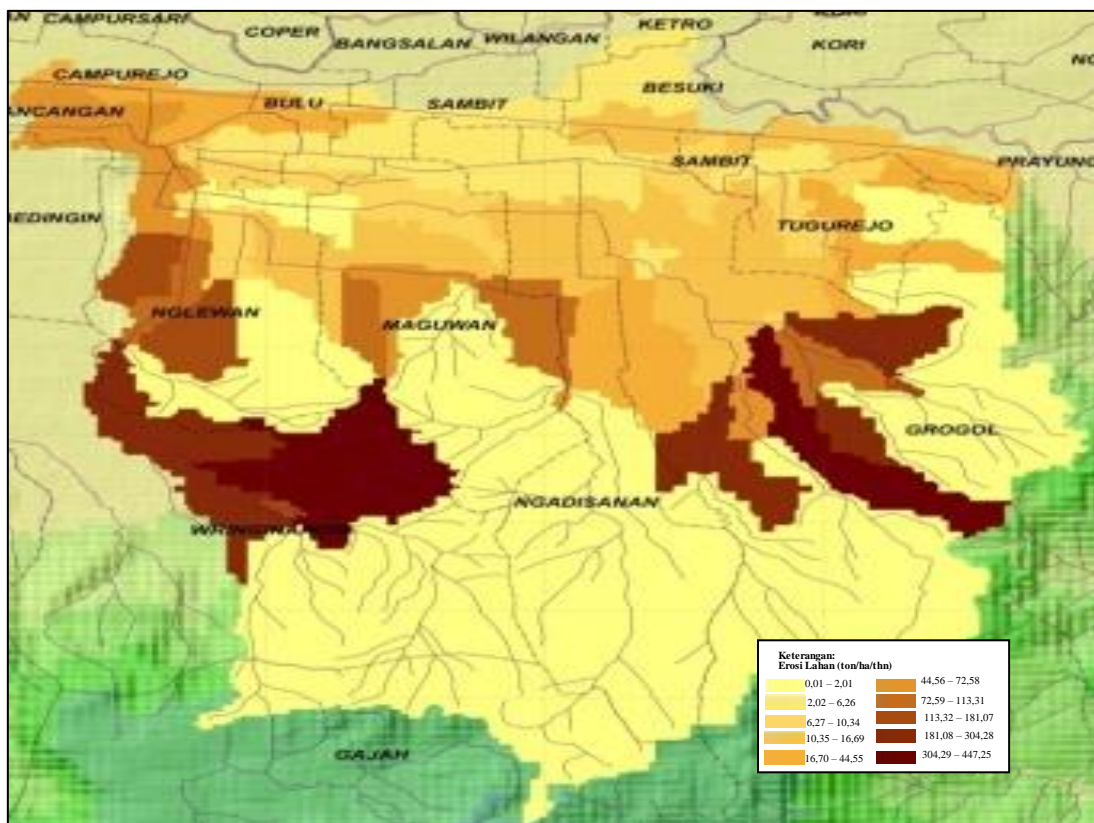 CAMPURSARI
COPER
BANGSALAN
WILANGAN
KETRO
KORI
CAMPUREJO
BULU
SAMBIT
BESUKI
SAMBIT
PRAYUNG
TUGUREJO
NGLEWAN
MAGUWAN
GROGOL
NGADISANAN
GAJAH
Keterangan:
Erosi Lahan (ton/ha/thn)
0,01 – 2,01
2,02 – 6,26
6,27 – 10,34
10,35 – 16,69
16,70 – 44,55
44,56 – 72,58
72,59 – 113,31
113,32 – 181,07
181,08 – 304,28
304,29 – 447,25